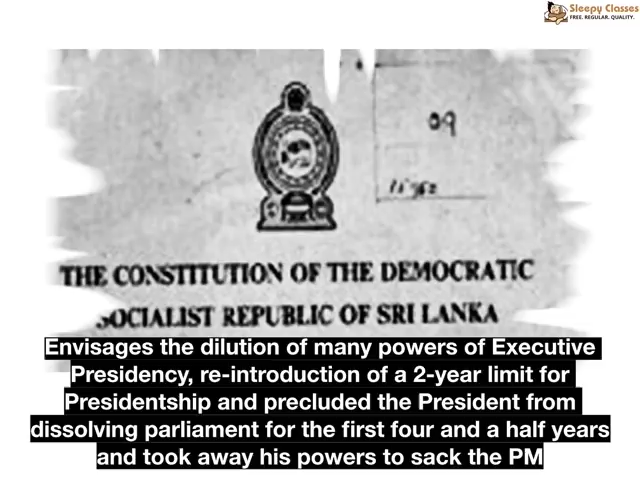 Sleepy Classes
FREE. REGULAR. QUALITY.
09
THE CONSTITUTION OF THE DEMOCRATIC
SOCIALIST REPUBLIC OF SRI LANKA
Envisages the dilution of many powers of Executive
Presidency, re-introduction of a 2-year limit for
Presidentship and precluded the President from
dissolving parliament for the first four and a half years
and took away his powers to sack the PM